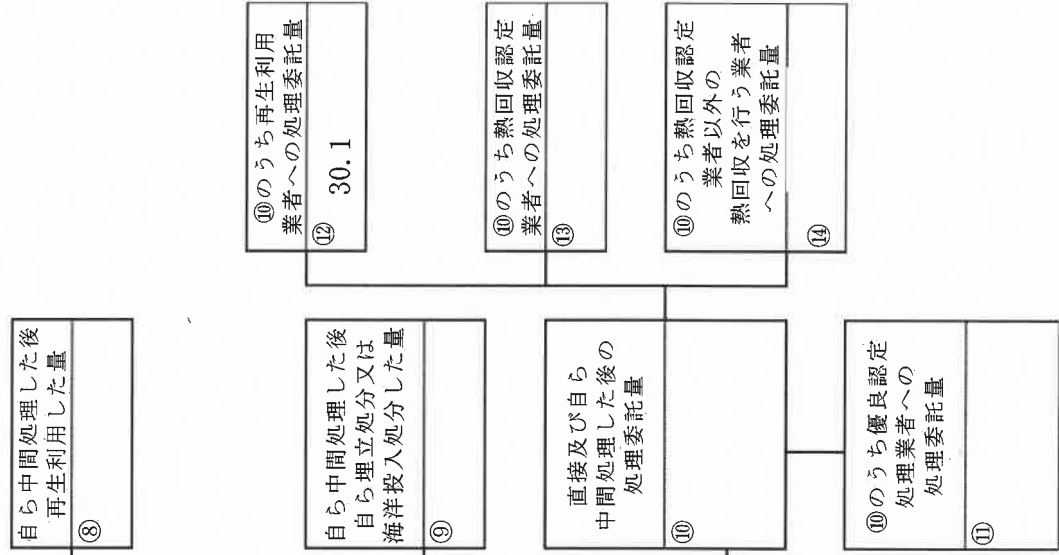 自ら中間処理した後
再生利用した量
⑧
自ら中間処理した後
自ら埋立処分又は
海洋投入処分した量
⑨
直接及び自ら
中間処理した後の
処理委託量
⑩
⑩のうち優良認定
処理業者への
処理委託量
⑪
⑩のうち再生利用
業者への処理委託量
⑫
30.1
⑩のうち熱回収認定
業者への処理委託量
⑬
⑩のうち熱回収認定
業者以外の
熱回収を行う業者
への処理委託量
⑭